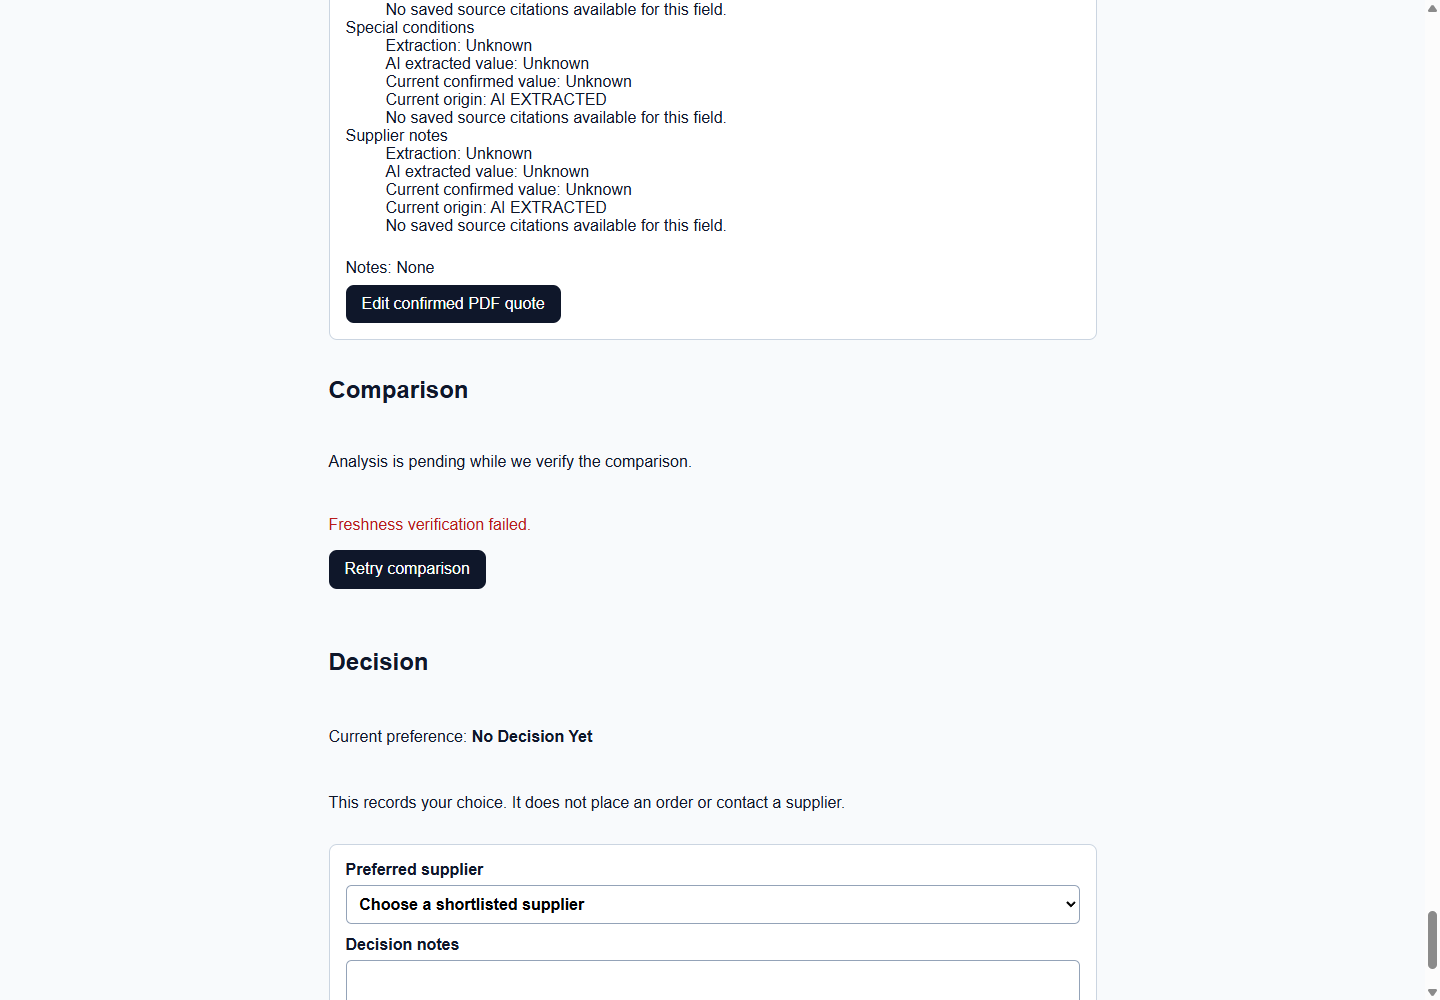 No saved source citations available for this field.
Special conditions
Extraction: Unknown
AI extracted value: Unknown
Current confirmed value: Unknown
Current origin: AI EXTRACTED
No saved source citations available for this field.
Supplier notes
Extraction: Unknown
AI extracted value: Unknown
Current confirmed value: Unknown
Current origin: AI EXTRACTED
No saved source citations available for this field.
Notes: None
Edit confirmed PDF quote
Comparison
Analysis is pending while we verify the comparison.
Freshness verification failed.
Retry comparison
Decision
Current preference: No Decision Yet
This records your choice. It does not place an order or contact a supplier.
Preferred supplier
Choose a shortlisted supplier
Decision notes